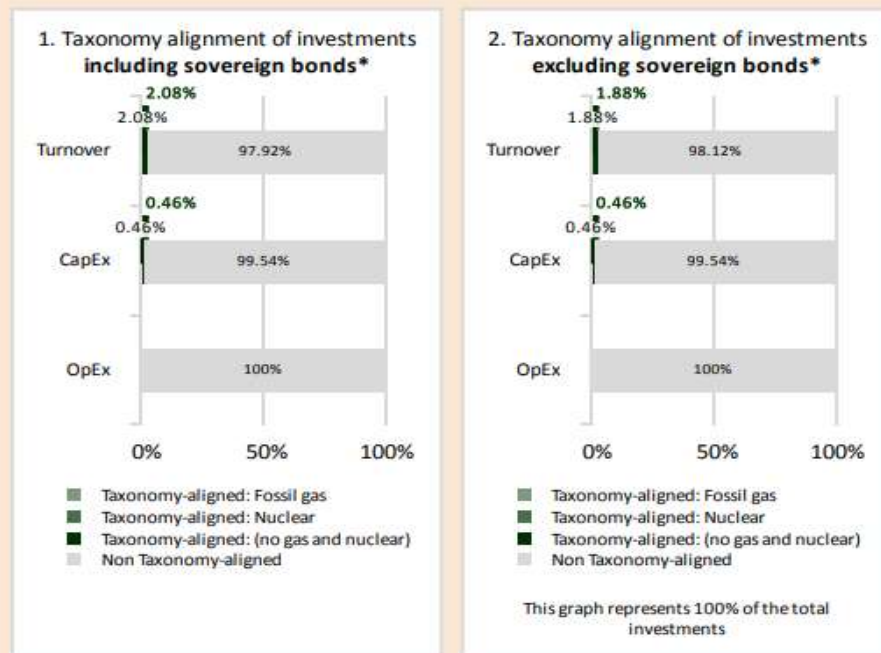 1. Taxonomy alignment of investments
including sovereign bonds*
2.08%
2.08%
Turnover
97.92%
0.46%
0.46%
CapEx
99.54%
OpEx
100%
0%
50%
100%
Taxonomy-aligned: Fossil gas
Taxonomy-aligned: Nuclear
Taxonomy-aligned: (no gas and nuclear)
Non Taxonomy-aligned
2. Taxonomy alignment of investments
excluding sovereign bonds*
1.88%
1.88%
Turnover
98.12%
0.46%
0.46%
CapEx
99.54%
OpEx
100%
0%
50%
100%
Taxonomy-aligned: Fossil gas
Taxonomy-aligned: Nuclear
Taxonomy-aligned: (no gas and nuclear)
Non Taxonomy-aligned
This graph represents 100% of the total
investments